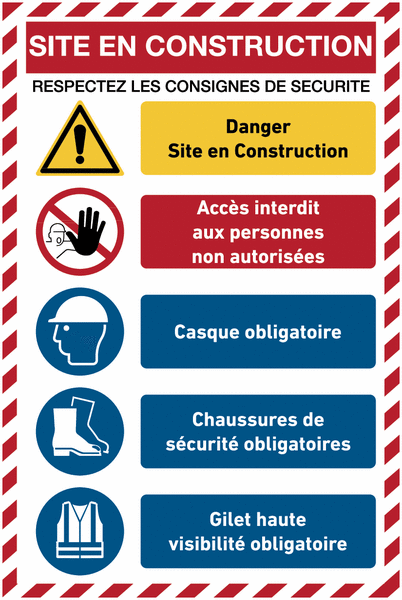 SITE EN CONSTRUCTION
RESPECTEZ LES CONSIGNES DE SECURITE
Danger
Site en Construction
Accès interdit
aux personnes
non autorisées
Casque obligatoire
Chaussures de
sécurité obligatoires
Gilet haute
visibilité obligatoire